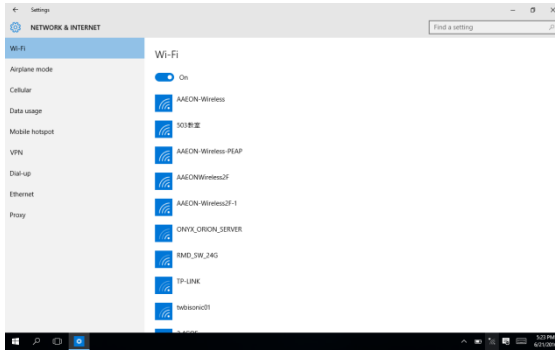 Settings
NETWORK & INTERNET
Find a setting
Wi-Fi
Airplane mode
Cellular
Data usage
Mobile hotspot
VPN
Dial-up
Ethernet
Proxy
Wi-Fi
On
AAEON-Wireless
503教室
AAEON-Wireless-PEAP
AAEONWireless2F
AAEON-Wireless2F-1
ONYX_ORION_SERVER
RMD_SW_24G
TP-LINK
twbisonic01
5:23 PM